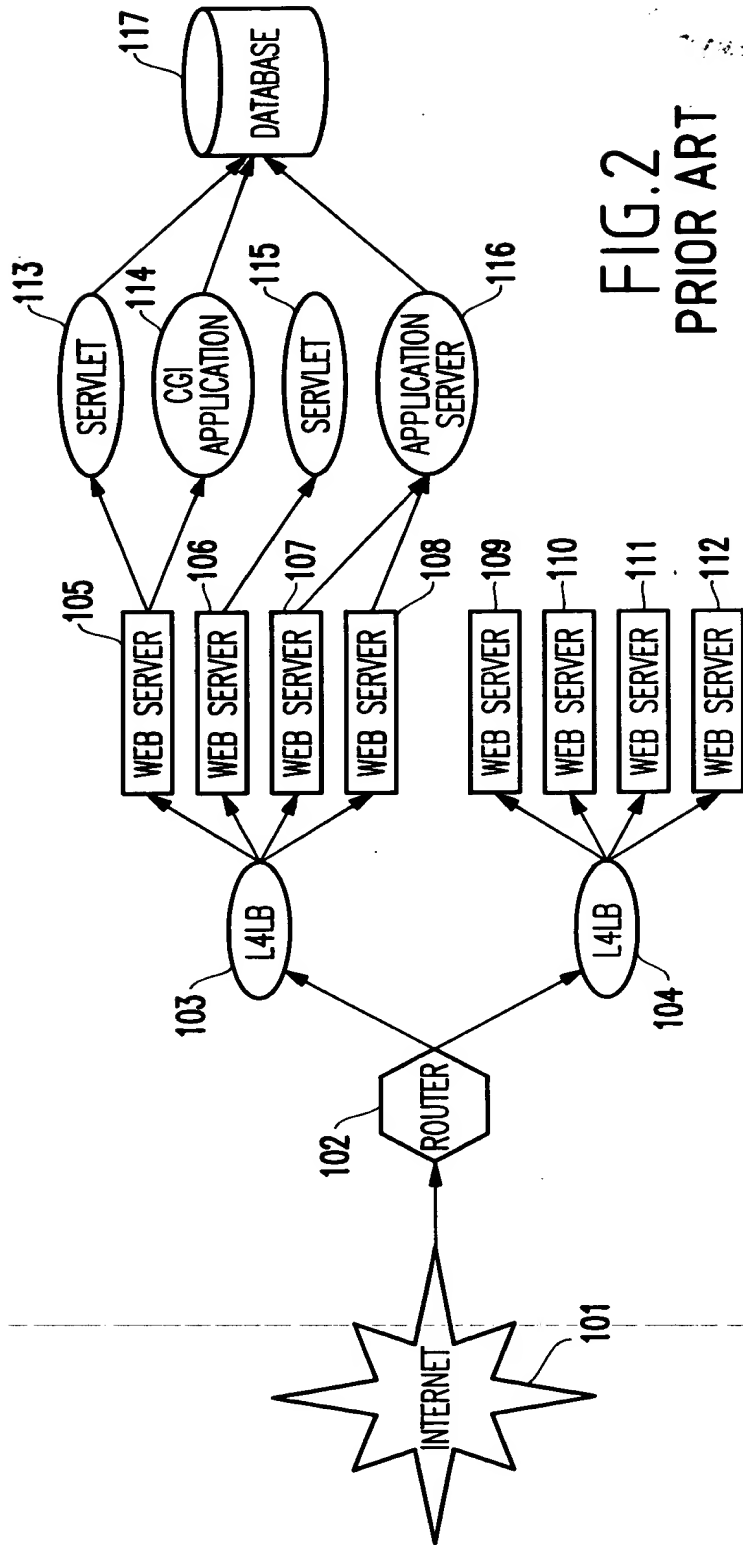 101
INTERNET
102
ROUTER
103
L4LB
104
L4LB
105
WEB SERVER
106
WEB SERVER
107
WEB SERVER
108
WEB SERVER
109
WEB SERVER
110
WEB SERVER
111
WEB SERVER
112
WEB SERVER
113
SERVLET
114
CGI
APPLICATION
115
SERVLET
116
APPLICATION
SERVER
117
DATABASE
FIG.2
PRIOR ART